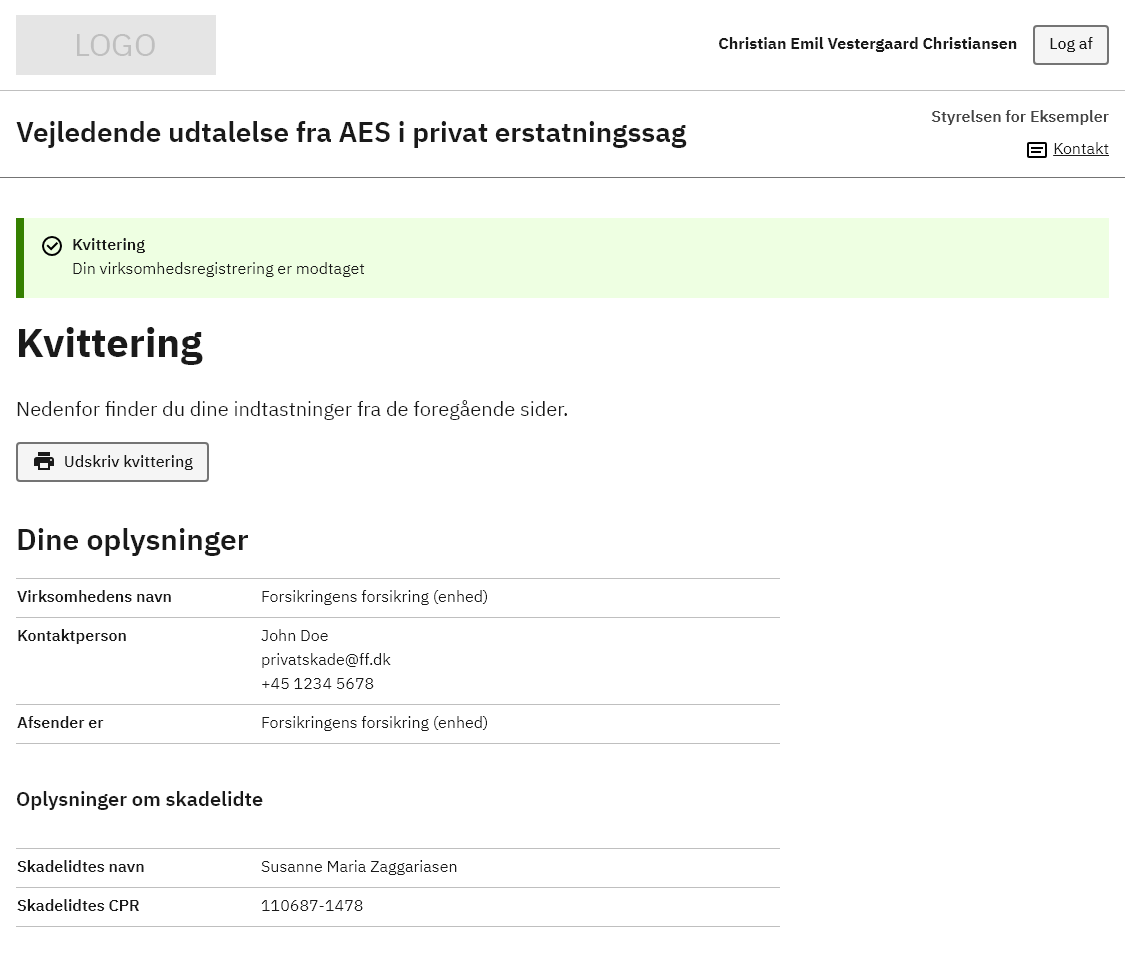 LOGO
Christian Emil Vestergaard Christiansen
Log af
Vejledende udtalelse fra AES i privat erstatningssag
Styrelsen for Eksempler
Kontakt
Kvittering
Din virksomhedsregistrering er modtaget
Kvittering
Nedenfor finder du dine indtastninger fra de foregående sider.
Udskriv kvittering
Dine oplysninger
Virksomhedens navn Forsikringens forsikring (enhed)
Kontaktperson John Doe
privatskade@ff.dk
+45 1234 5678
Afsender er Forsikringens forsikring (enhed)
Oplysninger om skadelidte
Skadelidtes navn Susanne Maria Zaggariasen
Skadelidtes CPR 110687-1478